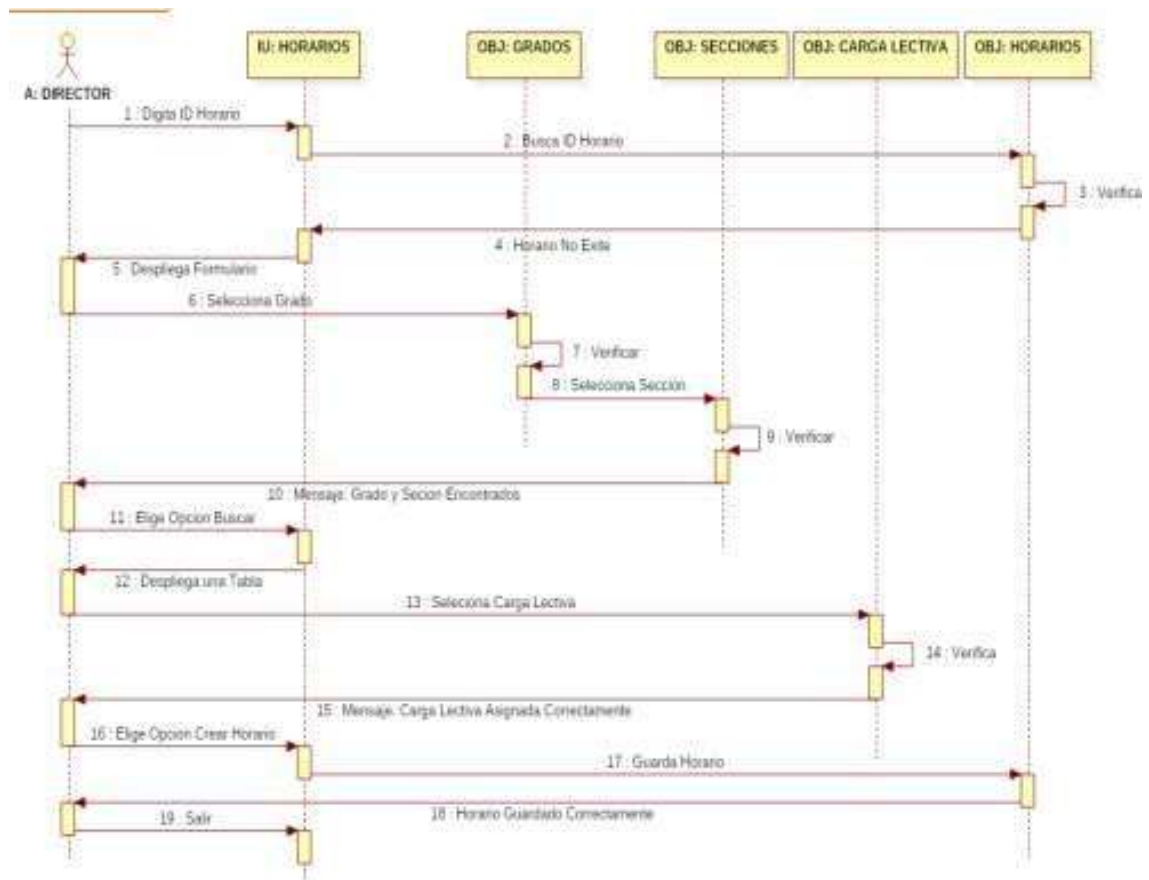 IU: HORARIOS
OBJ: GRADOS
OBJ: SECCIONES
OBJ: CARGA LECTIVA
OBJ: HORARIOS
A: DIRECTOR
1 : Digita ID Horario
2 : Busca ID Horario
3 : Verifica
4 : Horario No Exite
5 : Despliega Formulario
6 : Selecciona Grado
7 : Verificar
8 : Selecciona Sección
9 : Verificar
10 : Mensaje: Grado y Secion Encontrados
11 : Elige Opcion Buscar
12 : Despliega una Tabla
13 : Seleciona Carga Lectiva
14 : Verifica
15 : Mensaje: Carga Lectiva Asignada Correctamente
16 : Elige Opcion Crear Horario
17 : Guarda Horario
18 : Horario Guardado Correctamente
19 : Salir